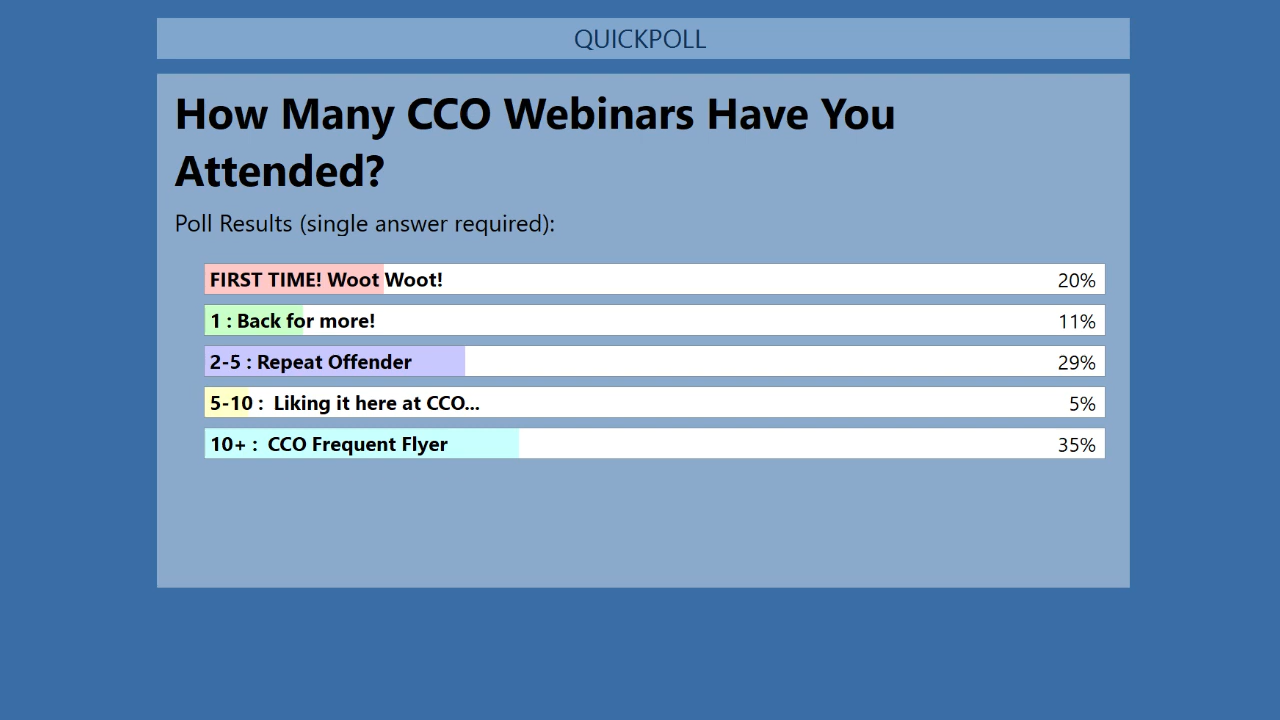 QUICKPOLL
How Many CCO Webinars Have You
Attended?
Poll Results (single answer required):
FIRST TIME! Woot Woot! 20%
1 : Back for more! 11%
2-5 : Repeat Offender 29%
5-10 :  Liking it here at CCO... 5%
10+ :  CCO Frequent Flyer 35%